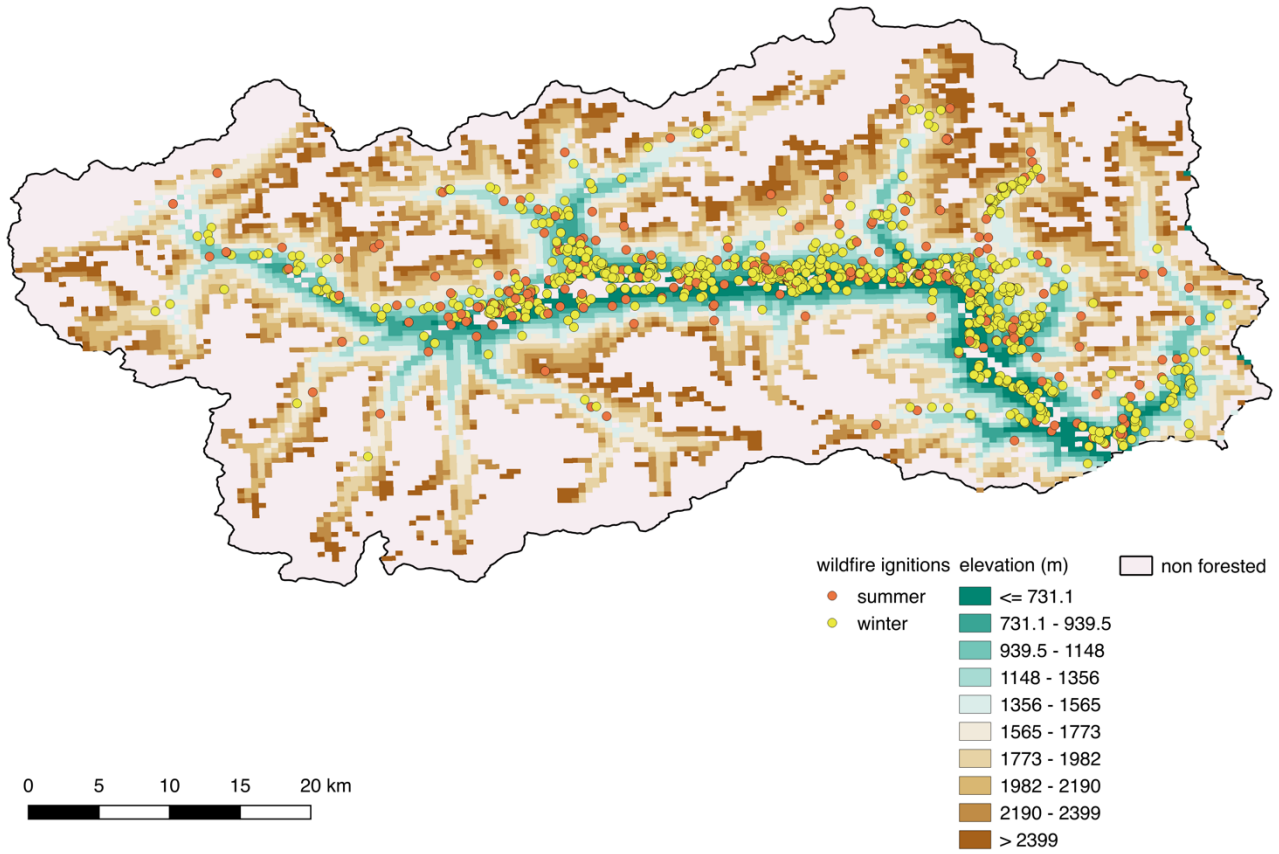 wildfire ignitions elevation (m) non forested
summer <= 731.1
winter 731.1 - 939.5
939.5 - 1148
1148 - 1356
1356 - 1565
1565 - 1773
1773 - 1982
1982 - 2190
2190 - 2399
> 2399
0 5 10 15 20 km